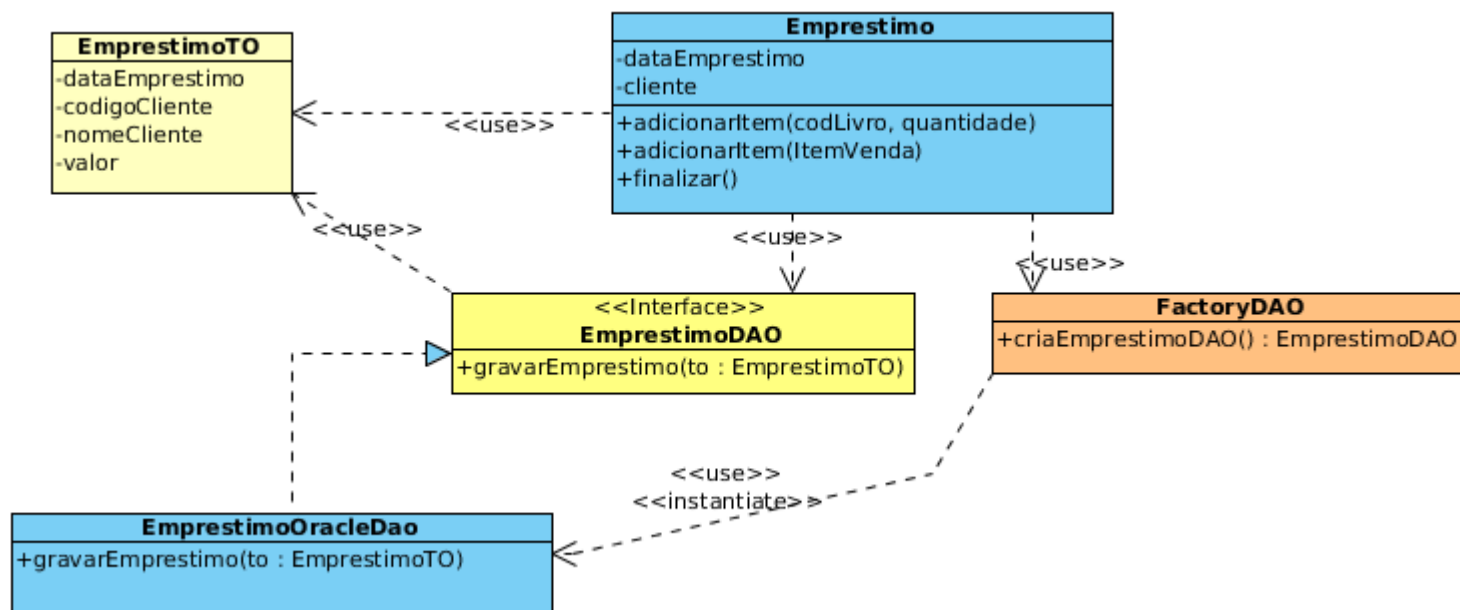 EmprestimoTO
-dataEmprestimo
-codigoCliente
-nomeCliente
-valor
Emprestimo
-dataEmprestimo
-cliente
+adicionarItem(codLivro, quantidade)
+adicionarItem(ItemVenda)
+finalizar()
<<use>>
<<use>>
<<use>>
<<use>>
<<Interface>>
EmprestimoDAO
+gravarEmprestimo(to : EmprestimoTO)
FactoryDAO
+criaEmprestimoDAO() : EmprestimoDAO
<<use>>
<<instantiate>>
EmprestimoOracleDao
+gravarEmprestimo(to : EmprestimoTO)